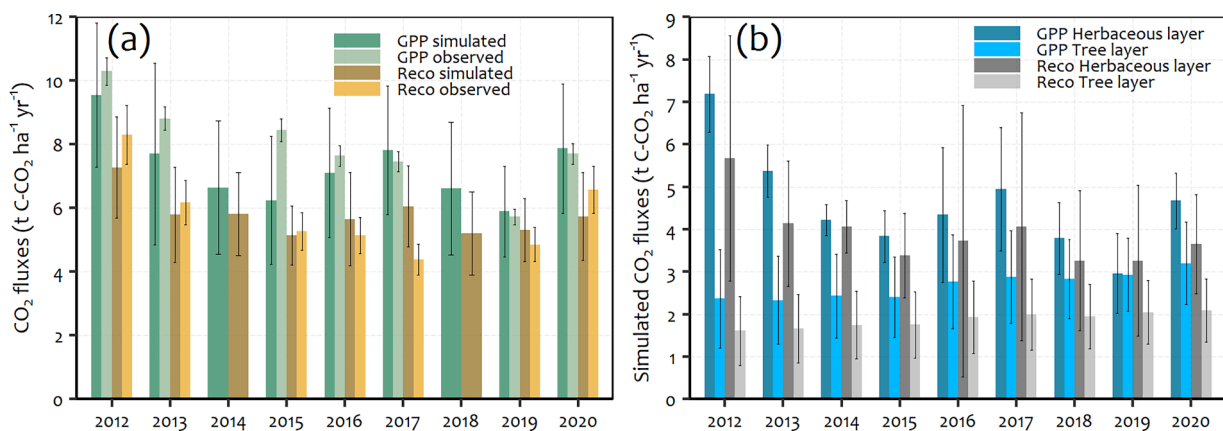 (a)
GPP simulated
GPP observed
Reco simulated
Reco observed
CO₂ fluxes (t C-CO₂ ha⁻¹ yr⁻¹)
12
10
8
6
4
2
0
2012 2013 2014 2015 2016 2017 2018 2019 2020
(b)
GPP Herbaceous layer
GPP Tree layer
Reco Herbaceous layer
Reco Tree layer
Simulated CO₂ fluxes (t C-CO₂ ha⁻¹ yr⁻¹)
9
8
7
6
5
4
3
2
1
0
2012 2013 2014 2015 2016 2017 2018 2019 2020